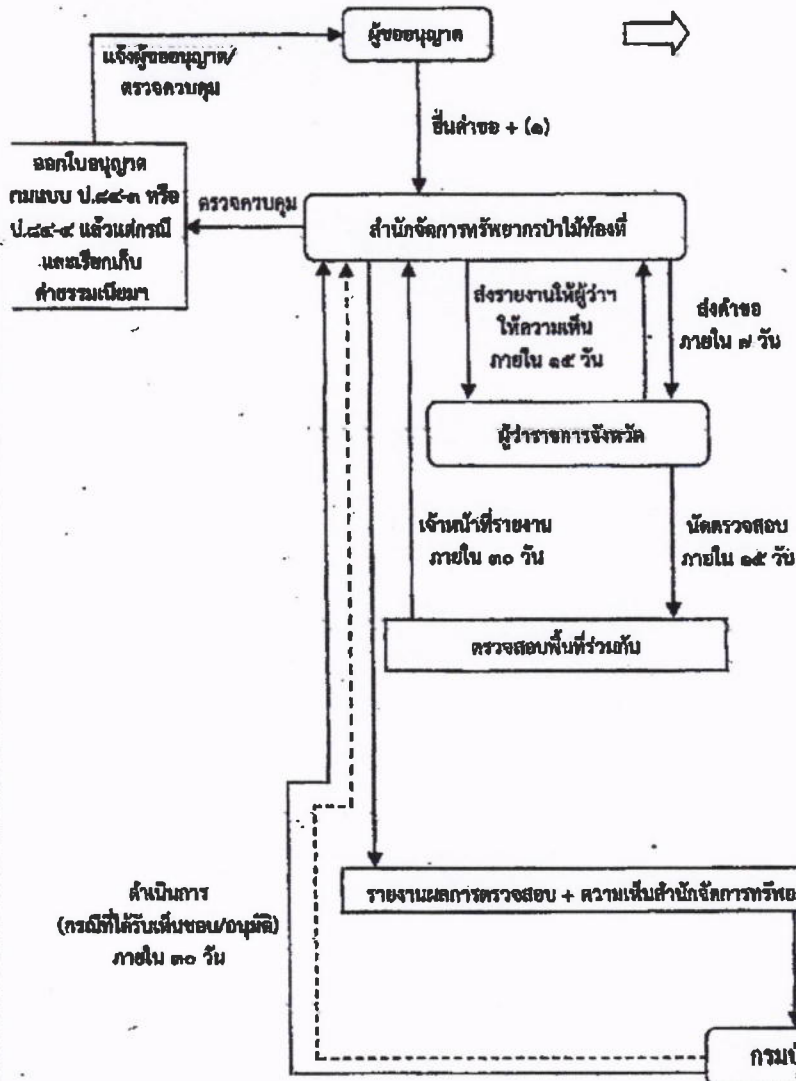 ผู้ขออนุญาต
แจ้งผู้ขออนุญาต/
ตรวจควบคุม
ยื่นคำขอ + (๑)
ออกใบอนุญาต
ตามแบบ ป.๘๔-๓ หรือ
ป.๘๔-๔ แล้วแต่กรณี
และเรียกเก็บ
ค่าธรรมเนียมฯ
ตรวจควบคุม
สำนักจัดการทรัพยากรป่าไม้ท้องที่
ส่งรายงานให้ผู้ว่าฯ
ให้ความเห็น
ภายใน ๑๕ วัน
ส่งคำขอ
ภายใน ๗ วัน
ผู้ว่าราชการจังหวัด
เจ้าหน้าที่รายงาน
ภายใน ๓๐ วัน
นัดตรวจสอบ
ภายใน ๑๕ วัน
ตรวจสอบพื้นที่ร่วมกัน
รายงานผลการตรวจสอบ + ความเห็นสำนักจัดการทรัพย
ดำเนินการ
(กรณีที่ได้รับเห็นชอบ/อนุมัติ)
ภายใน ๓๐ วัน
กรมป